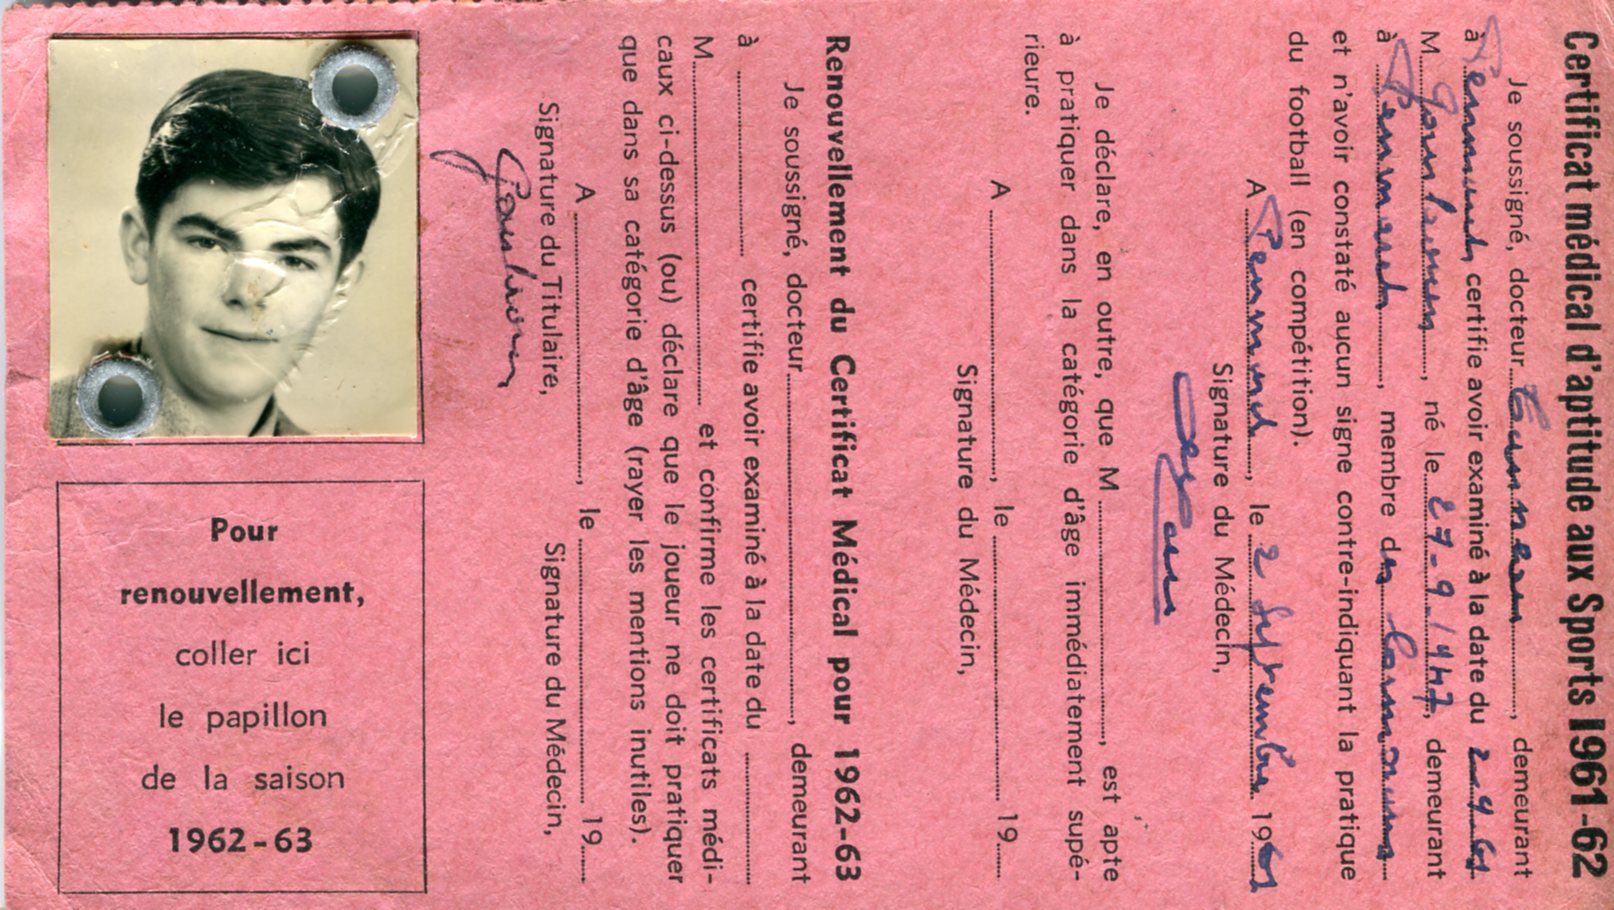 Certificat médical d'aptitude aux Sports 1961-62
Je soussigné, docteur, demeurant
à certifie avoir examiné à la date du 2-9-61
M, né le 27-9-1947, demeurant
à, membre du
et n'avoir constaté aucun signe contre-indiquant la pratique
du football (en compétition).
A, le 2 Septembre 1961
Signature du Médecin,
Je déclare, en outre, que M, est apte
à pratiquer dans la catégorie d'âge immédiatement supé-
rieure.
A, le 19
Signature du Médecin,
Renouvellement du Certificat Médical pour 1962-63
Je soussigné, docteur, demeurant
à certifie avoir examiné à la date du
M et confirme les certificats médi-
caux ci-dessus (ou) déclare que le joueur ne doit pratiquer
que dans sa catégorie d'âge (rayer les mentions inutiles).
A, le 19
Signature du Titulaire, Signature du Médecin,
Pour
renouvellement,
coller ici
le papillon
de la saison
1962-63